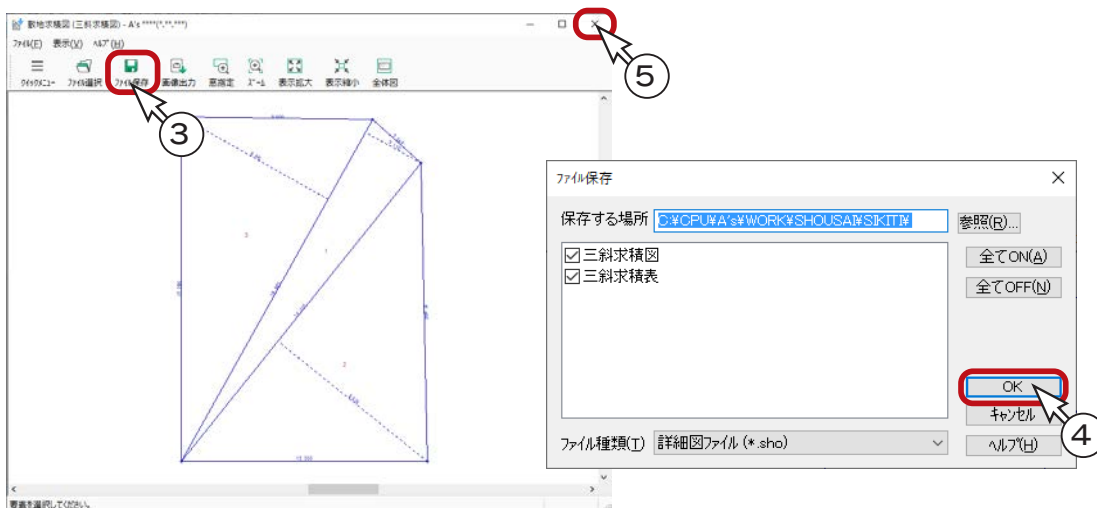 敷地求積図(三斜求積図) - A's ****(*.**.***)
ﾌｧｲﾙ(E) 表示(V) ﾍﾙﾌﾟ(H)
ｸｲｯｸﾒﾆｭｰ ﾌｧｲﾙ選択 ﾌｧｲﾙ保存 画像出力 窓指定 ｽﾞｰﾑ 表示拡大 表示縮小 全体図
⑤
③
3
1
2
要素を選択してください。
ﾌｧｲﾙ保存
保存する場所 C:¥CPU¥A's¥WORK¥SHOUSAI¥SIKITI¥ 参照(R)...
三斜求積図 全てON(A)
三斜求積表 全てOFF(N)
OK
④
ｷｬﾝｾﾙ
ﾌｧｲﾙ種類(T) 詳細図ﾌｧｲﾙ (*.sho) ﾍﾙﾌﾟ(H)